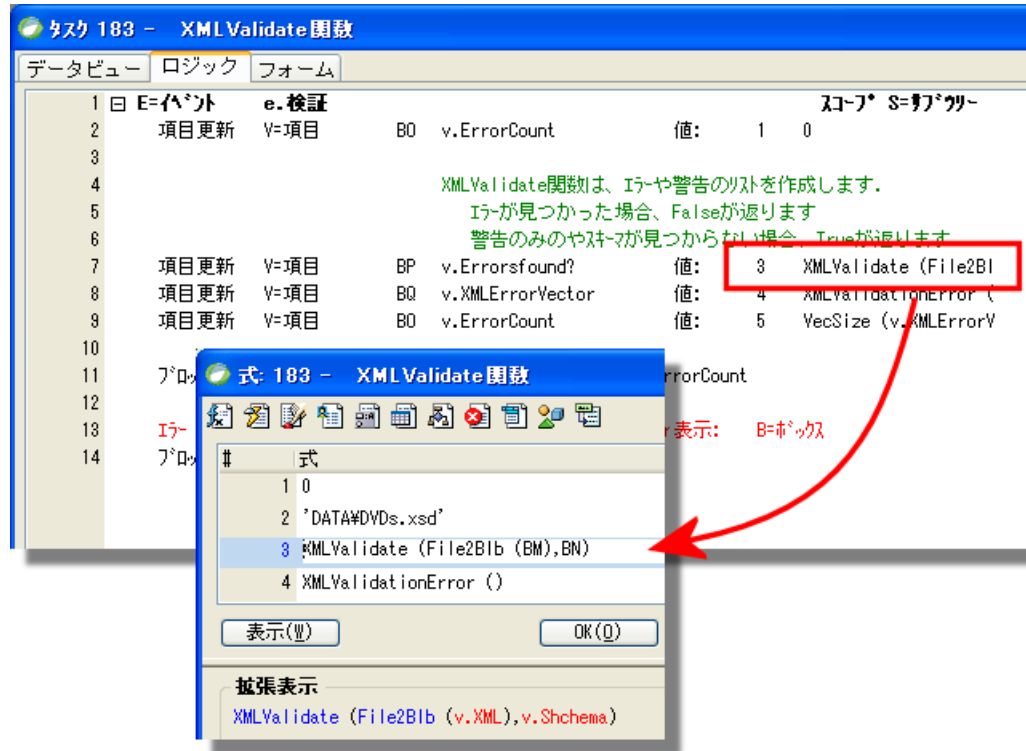 ﾀｽｸ 183 - XMLValidate関数
データビュー ロジック フォーム
1 E=ｲﾍﾞﾝﾄ e.検証 ｽｺｰﾌﾟ S=ｻﾌﾞﾂﾘｰ
2 項目更新 V=項目 BO v.ErrorCount 値: 1 0
3
4 XMLValidate関数は、ｴﾗｰや警告のﾘｽﾄを作成します.
5 ｴﾗｰが見つかった場合、Falseが返ります
6 警告のみのやｽｷｰﾏが見つからない場合、Trueが返ります
7 項目更新 V=項目 BP v.Errorsfound? 値: 3 XMLValidate (File2Bl
8 項目更新 V=項目 BQ v.XMLErrorVector 値: 4 XMLValidationError (
9 項目更新 V=項目 BO v.ErrorCount 値: 5 VecSize (v.XMLErrorV
10
11 ﾌﾞﾛｯ rrorCount
12
13 ｴﾗｰ 表示: B=ﾎﾞｯｸｽ
14 ﾌﾞﾛｯ
式: 183 - XMLValidate関数
# 式
1 0
2 'DATA¥DVDs.xsd'
3 XMLValidate (File2Blb (BM),BN)
4 XMLValidationError ()
表示(W) OK(O)
拡張表示
XMLValidate (File2Blb (v.XML),v.Shchema)